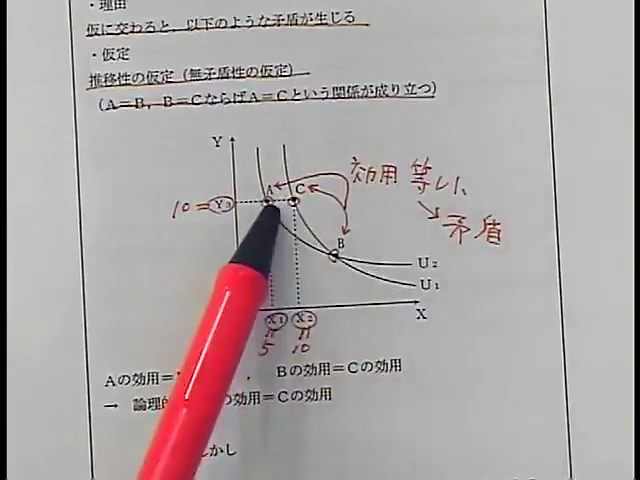 ・理由
仮に交わると、以下のような矛盾が生じる
・仮定
推移性の仮定（無矛盾性の仮定）
（A＝B，B＝CならばA＝Cという関係が成り立つ）
Y
A
C
効用 等しい
10＝Y₃
矛盾
B
U₂
U₁
X₁
X₂
X
5
10
Aの効用＝
， Bの効用＝Cの効用
→ 論理的
の効用＝Cの効用
しかし